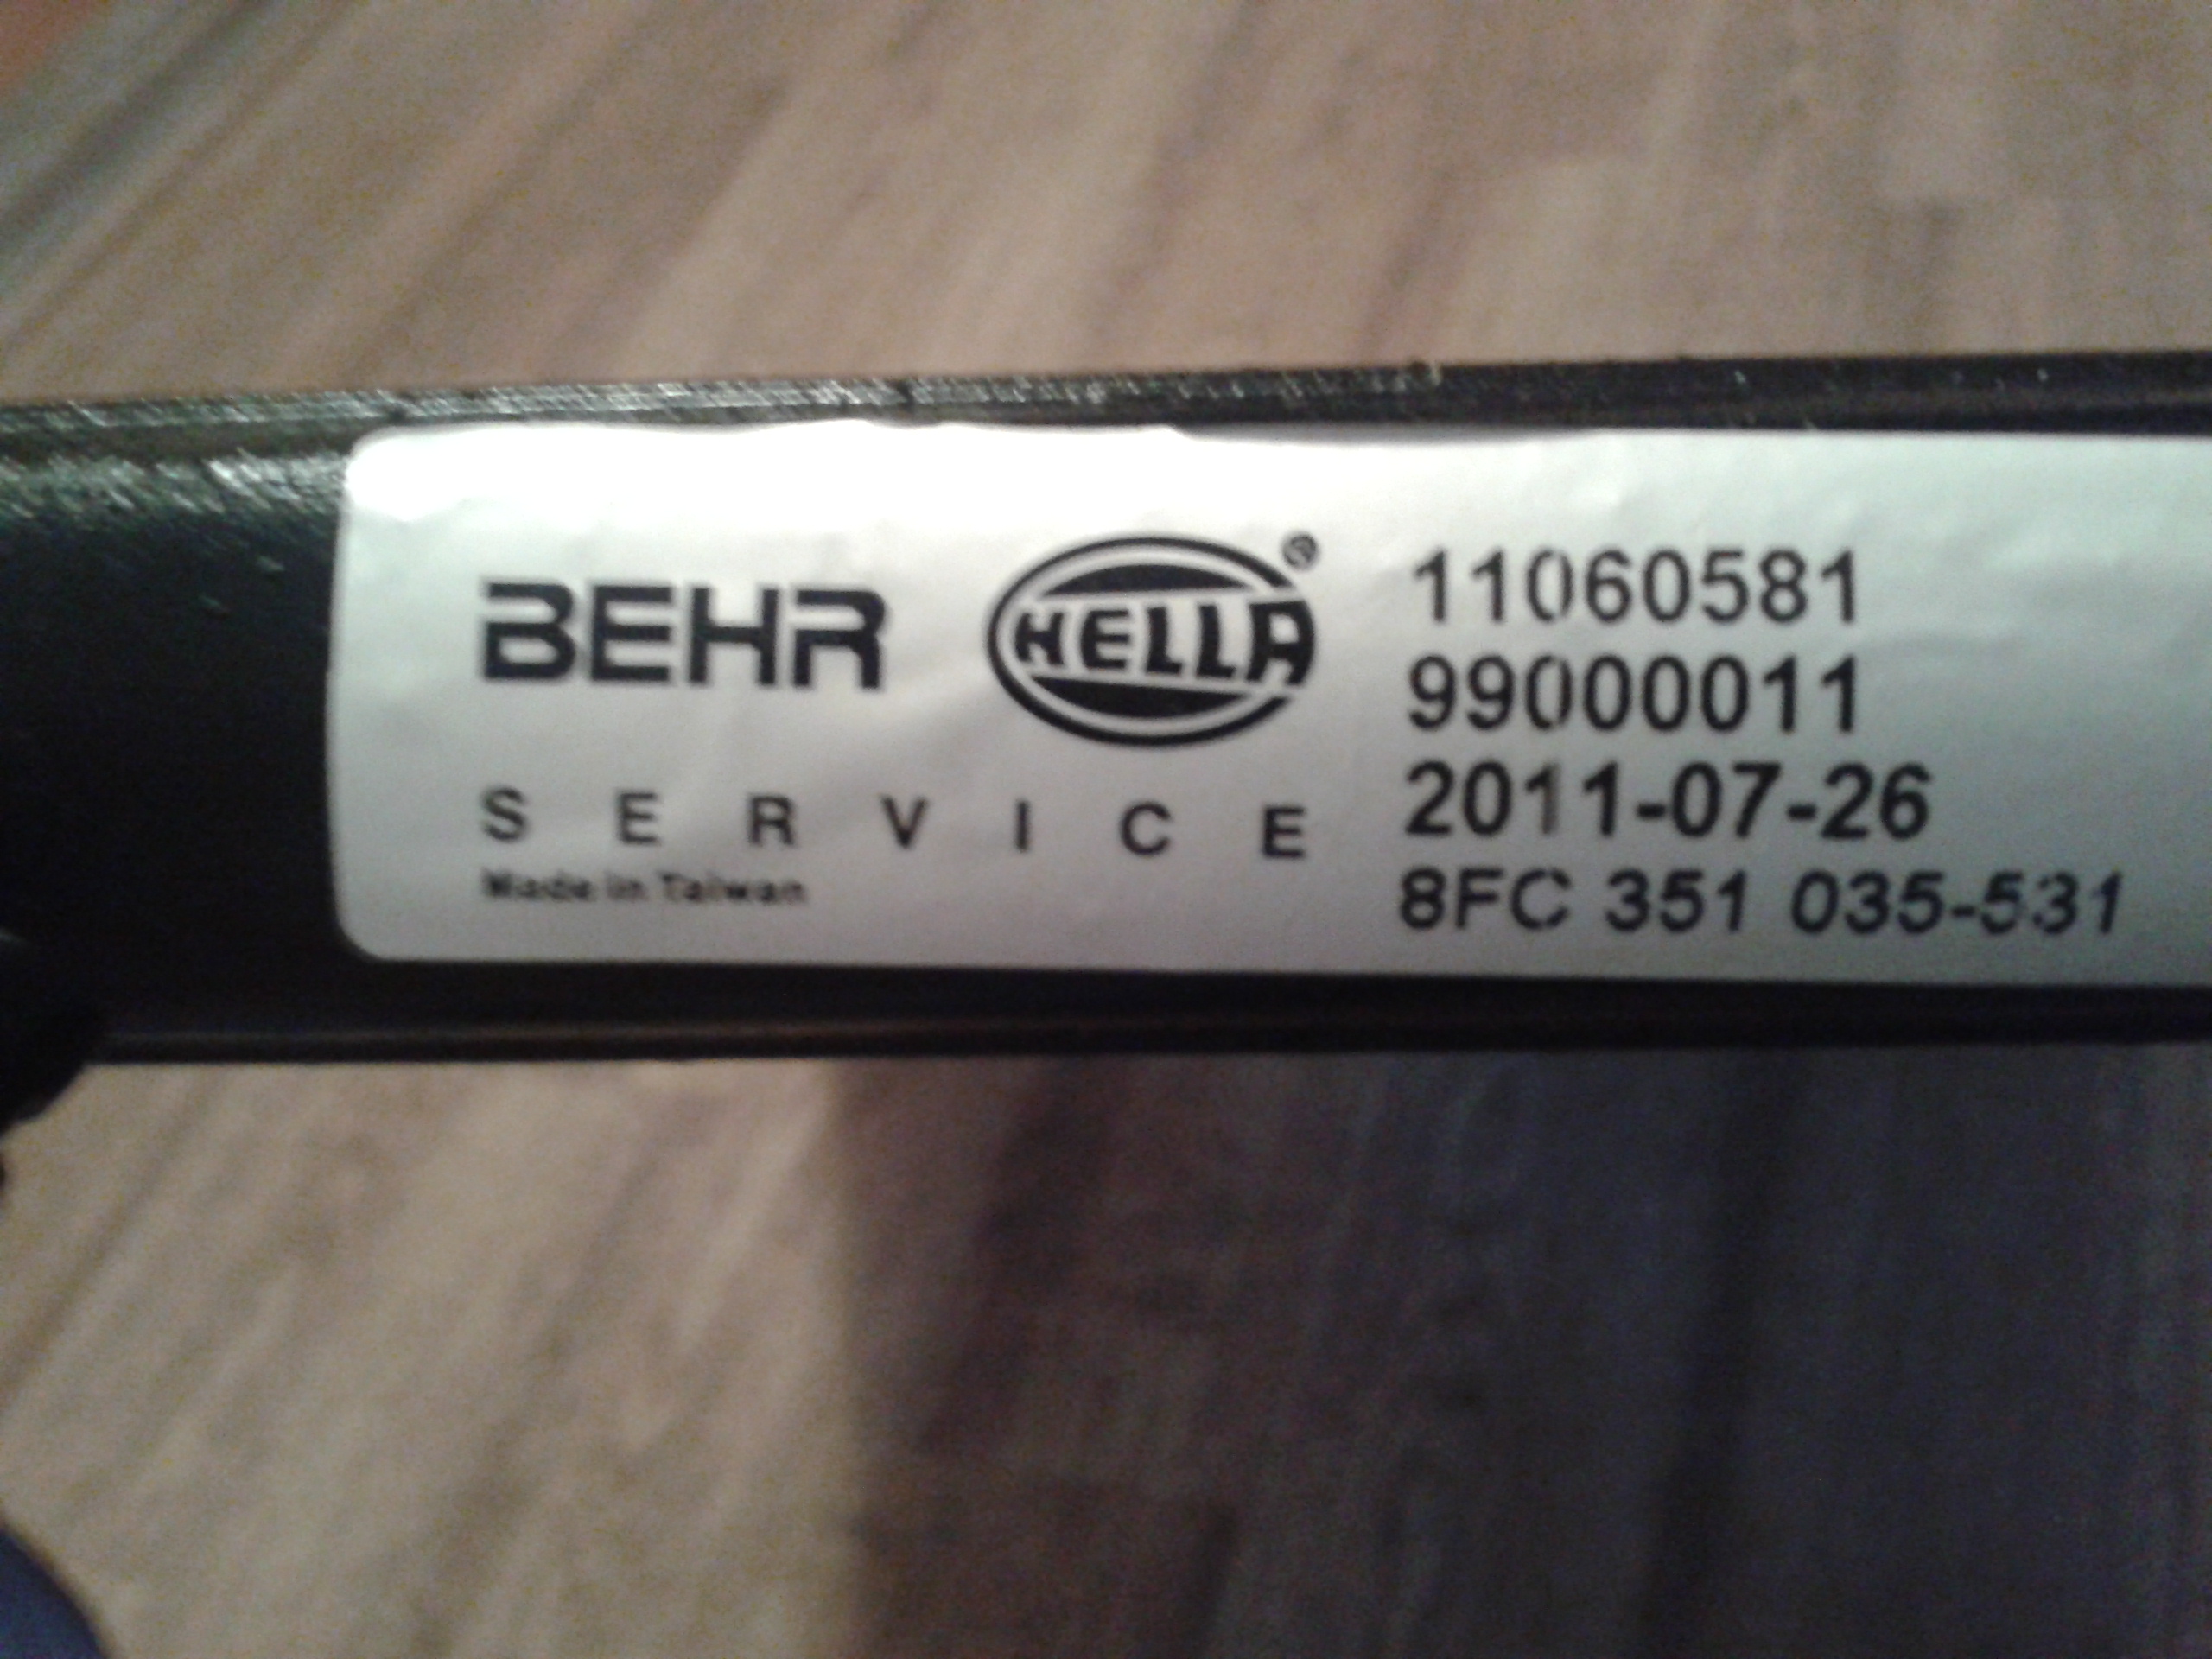 BEHR HELLA ®
SERVICE
Made in Taiwan
11060581
99000011
2011-07-26
8FC 351 035-531